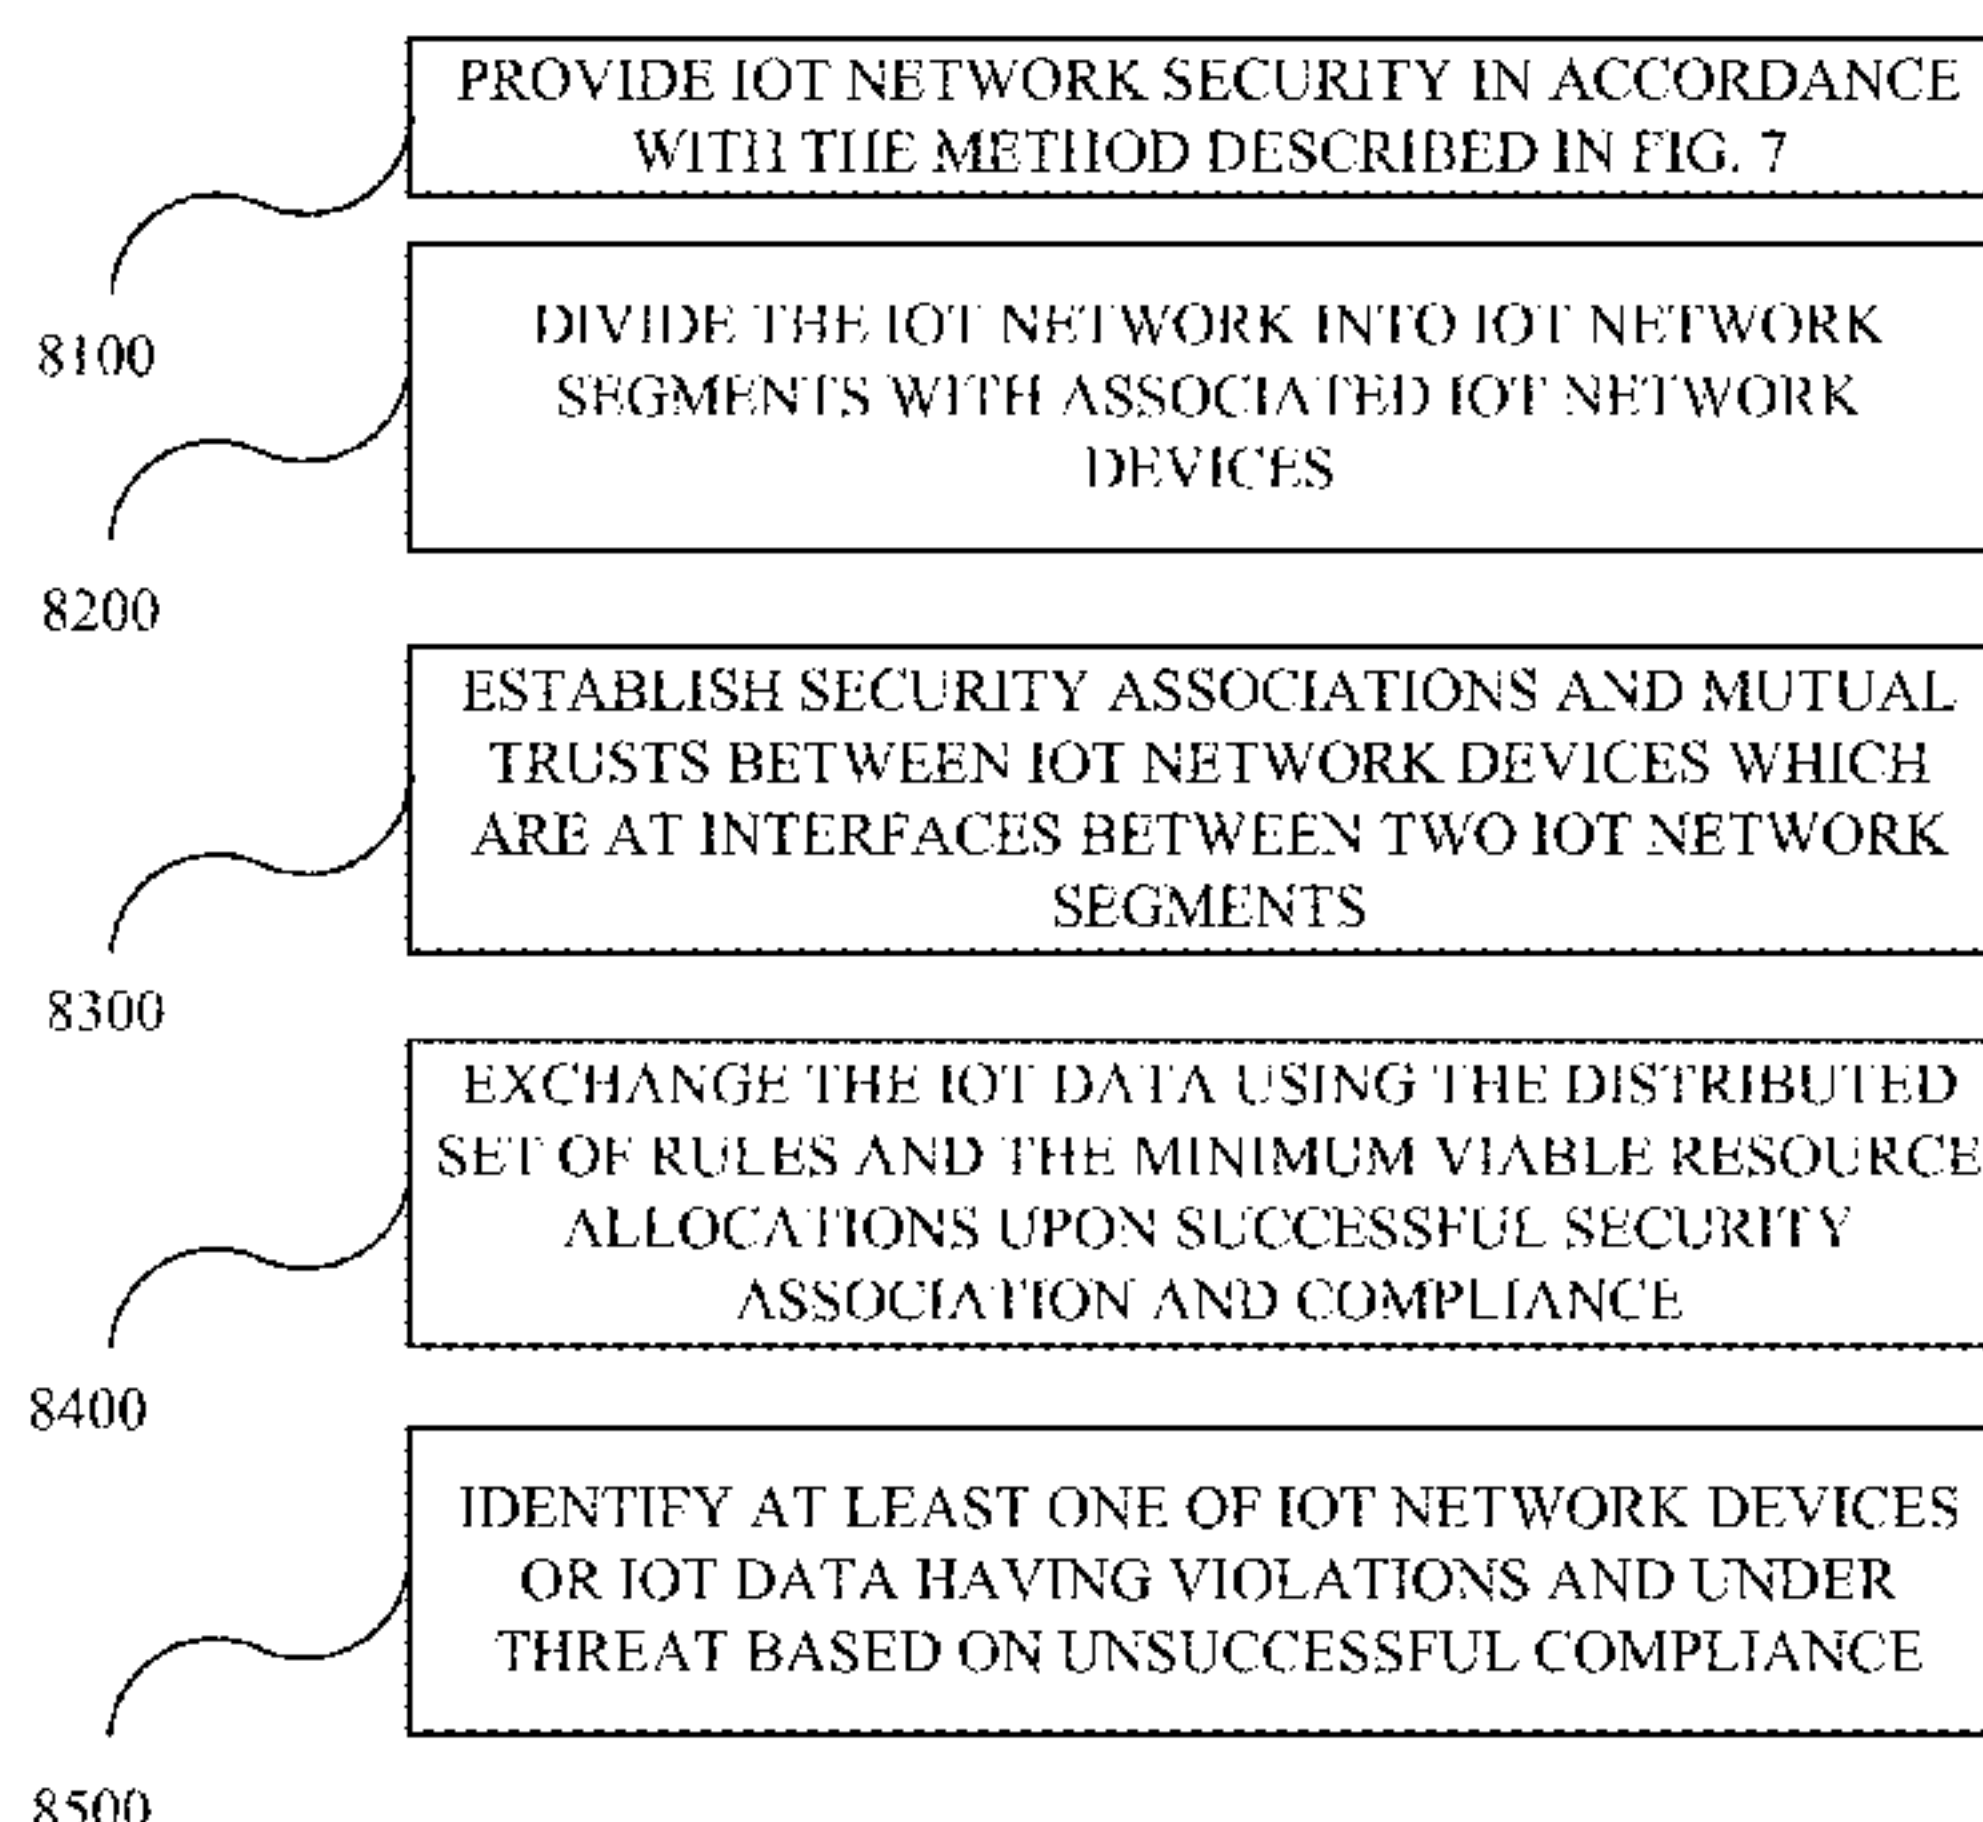 PROVIDE IOT NETWORK SECURITY IN ACCORDANCE
WITH THE METHOD DESCRIBED IN FIG. 7
8100
DIVIDE THE IOT NETWORK INTO IOT NETWORK
SEGMENTS WITH ASSOCIATED IOT NETWORK
DEVICES
8200
ESTABLISH SECURITY ASSOCIATIONS AND MUTUAL
TRUSTS BETWEEN IOT NETWORK DEVICES WHICH
ARE AT INTERFACES BETWEEN TWO IOT NETWORK
SEGMENTS
8300
EXCHANGE THE IOT DATA USING THE DISTRIBUTED
SET OF RULES AND THE MINIMUM VIABLE RESOURCE
ALLOCATIONS UPON SUCCESSFUL SECURITY
ASSOCIATION AND COMPLIANCE
8400
IDENTIFY AT LEAST ONE OF IOT NETWORK DEVICES
OR IOT DATA HAVING VIOLATIONS AND UNDER
THREAT BASED ON UNSUCCESSFUL COMPLIANCE
8500